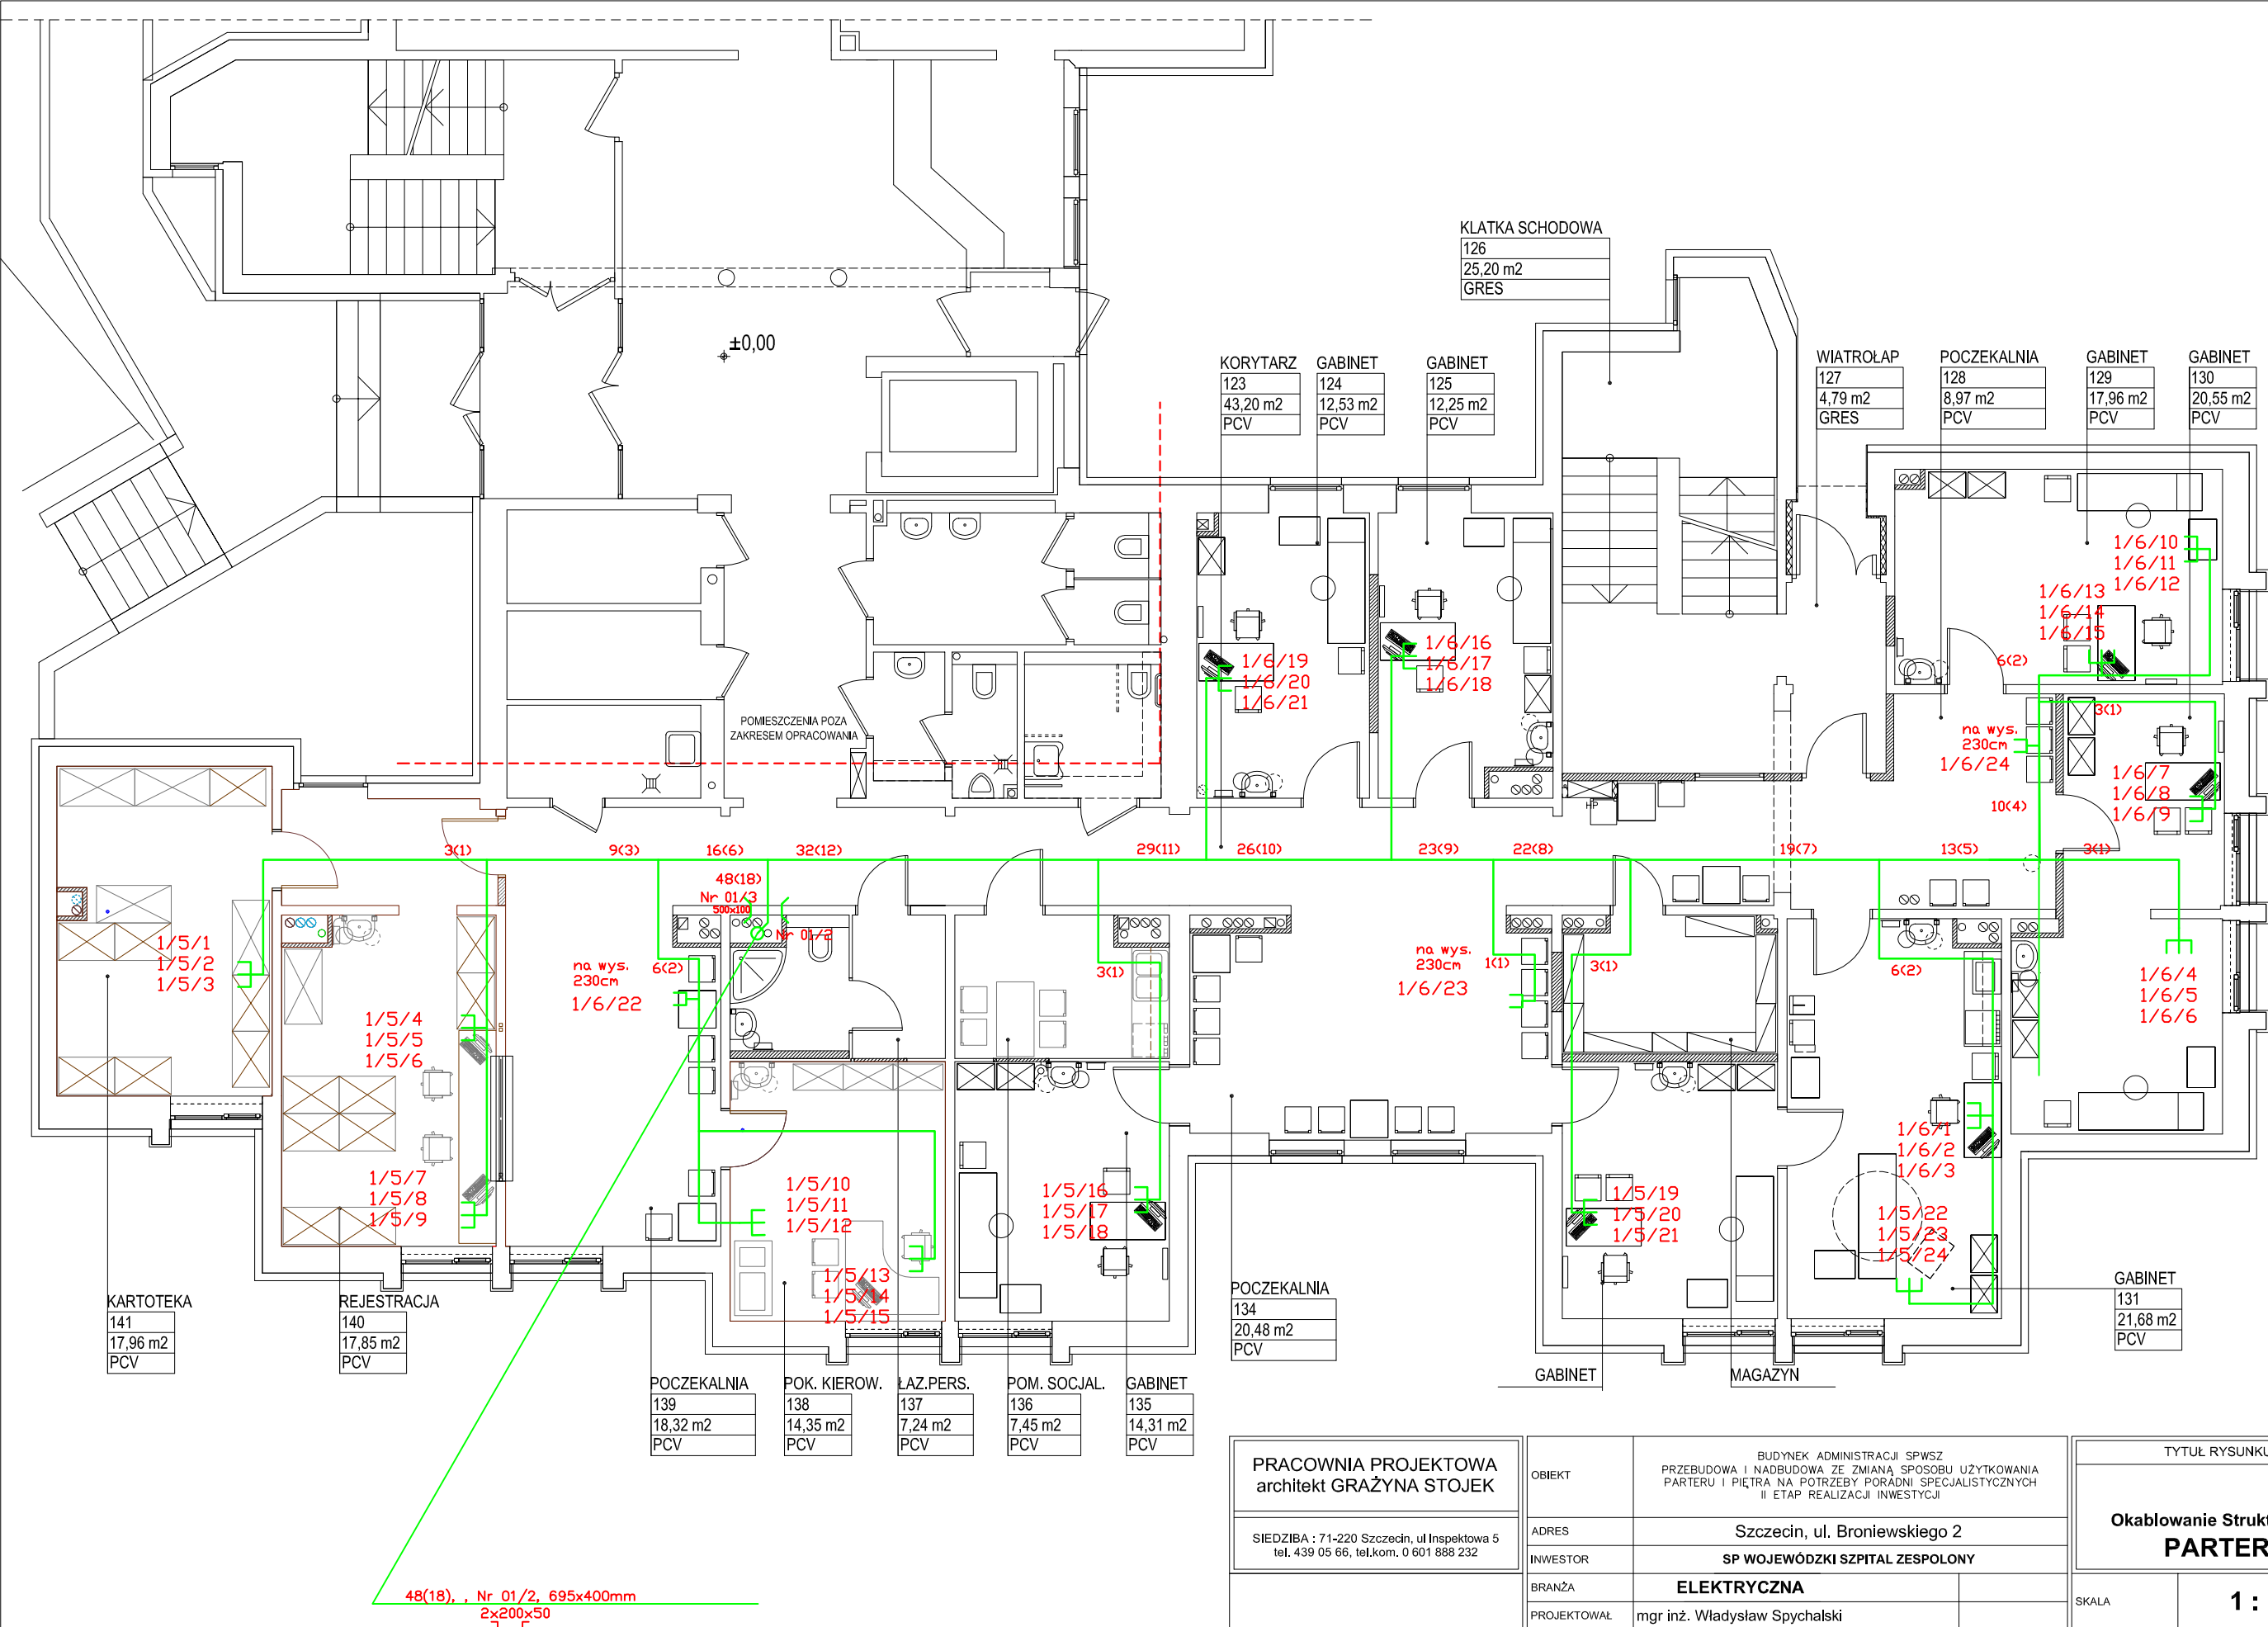 KLATKA SCHODOWA
126
25,20 m2
GRES
±0,00
KORYTARZ
123
43,20 m2
PCV
GABINET
124
12,53 m2
PCV
GABINET
125
12,25 m2
PCV
WIATROŁAP
127
4,79 m2
GRES
POCZEKALNIA
128
8,97 m2
PCV
GABINET
129
17,96 m2
PCV
GABINET
130
20,55 m2
PCV
1/6/10
1/6/11
1/6/12
1/6/13
1/6/14
1/6/15
1/6/19
1/6/20
1/6/21
1/6/16
1/6/17
1/6/18
6(2)
3(1)
POMIESZCZENIA POZA
ZAKRESEM OPRACOWANIA
na wys.
230cm
1/6/24
1/6/7
1/6/8
1/6/9
10(4)
3(1)
9(3)
16(6)
32(12)
29(11)
26(10)
23(9)
22(8)
19(7)
13(5)
3(1)
48(18)
Nr 01/3
500x100
Nr 01/2
1/5/1
1/5/2
1/5/3
na wys.
230cm
1/6/22
6(2)
3(1)
na wys.
230cm
1/6/23
1(1)
3(1)
6(2)
1/6/4
1/6/5
1/6/6
1/5/4
1/5/5
1/5/6
1/5/7
1/5/8
1/5/9
1/5/10
1/5/11
1/5/12
1/5/13
1/5/14
1/5/15
1/5/16
1/5/17
1/5/18
1/5/19
1/5/20
1/5/21
1/6/1
1/6/2
1/6/3
1/5/22
1/5/23
1/5/24
KARTOTEKA
141
17,96 m2
PCV
REJESTRACJA
140
17,85 m2
PCV
POCZEKALNIA
139
18,32 m2
PCV
POK. KIEROW.
138
14,35 m2
PCV
ŁAZ.PERS.
137
7,24 m2
PCV
POM. SOCJAL.
136
7,45 m2
PCV
GABINET
135
14,31 m2
PCV
POCZEKALNIA
134
20,48 m2
PCV
GABINET
MAGAZYN
GABINET
131
21,68 m2
PCV
48(18), , Nr 01/2, 695x400mm
2x200x50
PRACOWNIA PROJEKTOWA
architekt GRAŻYNA STOJEK
SIEDZIBA : 71-220 Szczecin, ul Inspektowa 5
tel. 439 05 66, tel.kom. 0 601 888 232
OBIEKT
BUDYNEK ADMINISTRACJI SPWSZ
PRZEBUDOWA I NADBUDOWA ZE ZMIANĄ SPOSOBU UŻYTKOWANIA
PARTERU I PIĘTRA NA POTRZEBY PORADNI SPECJALISTYCZNYCH
II ETAP REALIZACJI INWESTYCJI
ADRES
Szczecin, ul. Broniewskiego 2
INWESTOR
SP WOJEWÓDZKI SZPITAL ZESPOLONY
BRANŻA
ELEKTRYCZNA
PROJEKTOWAŁ
mgr inż. Władysław Spychalski
TYTUŁ RYSUNKU
Okablowanie Strukt
PARTER
SKALA
1 :